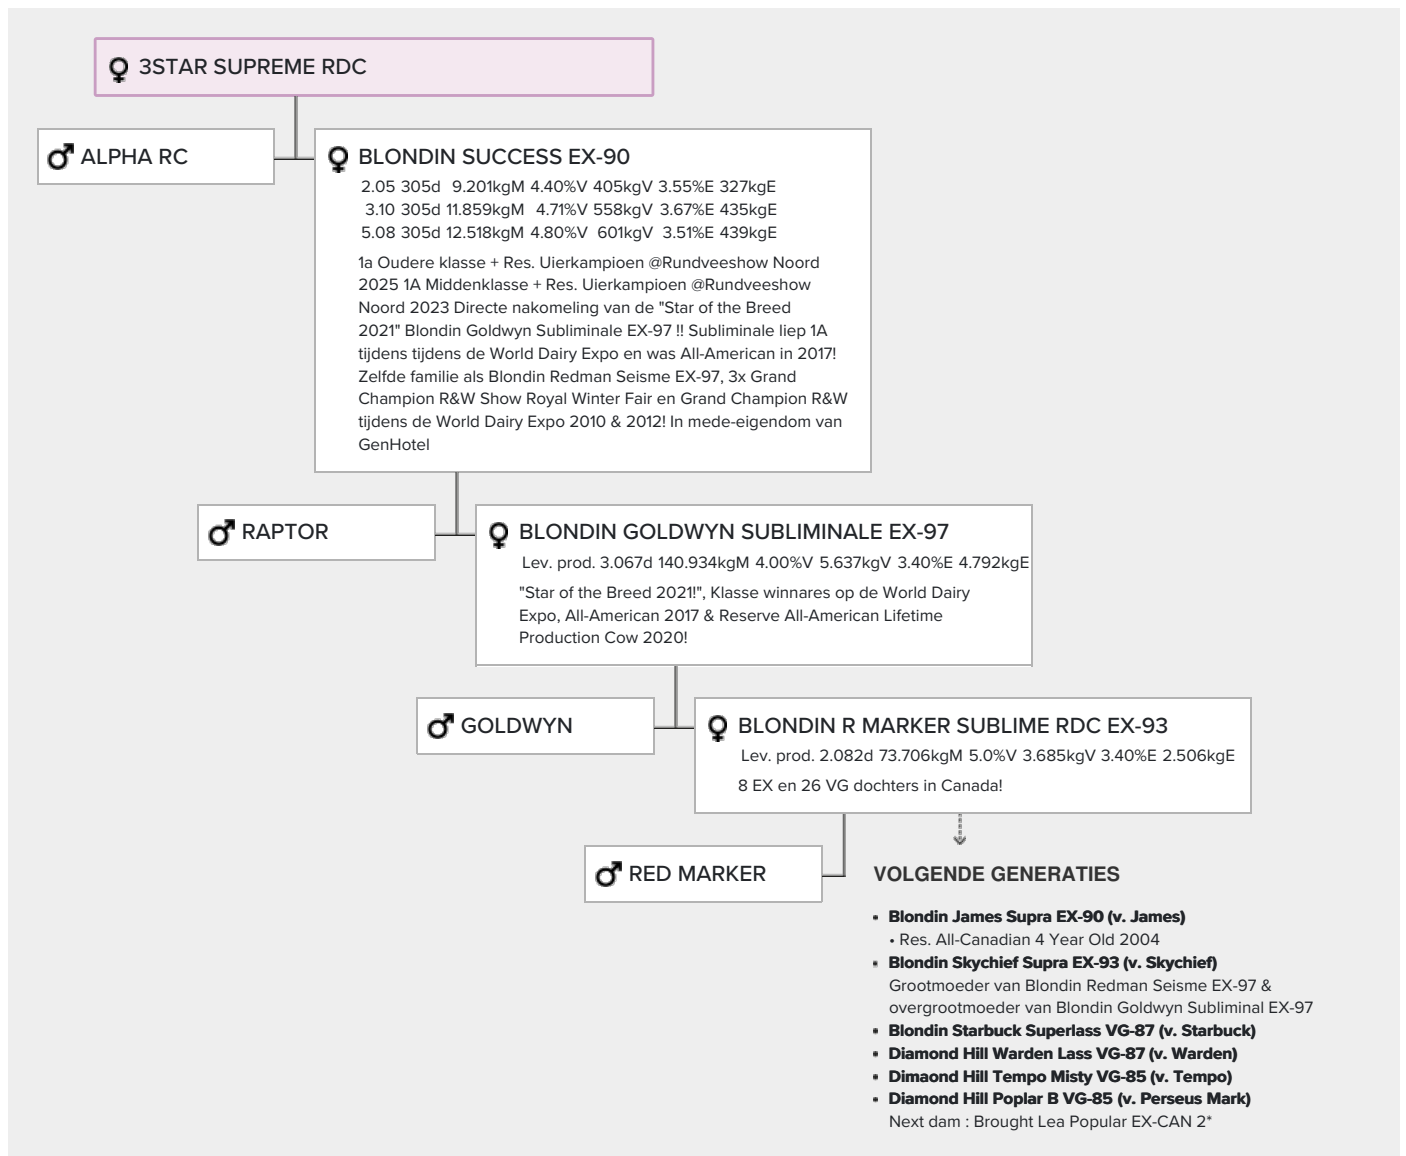 3STAR SUPREME RDC
ALPHA RC
BLONDIN SUCCESS EX-90
2.05 305d 9.201kgM 4.40%V 405kgV 3.55%E 327kgE
3.10 305d 11.859kgM 4.71%V 558kgV 3.67%E 435kgE
5.08 305d 12.518kgM 4.80%V 601kgV 3.51%E 439kgE
1a Oudere klasse + Res. Uierkampioen @Rundveeshow Noord
2025 1A Middenklasse + Res. Uierkampioen @Rundveeshow
Noord 2023 Directe nakomeling van de "Star of the Breed
2021" Blondin Goldwyn Subliminale EX-97 !! Subliminale liep 1A
tijdens tijdens de World Dairy Expo en was All-American in 2017!
Zelfde familie als Blondin Redman Seisme EX-97, 3x Grand
Champion R&W Show Royal Winter Fair en Grand Champion R&W
tijdens de World Dairy Expo 2010 & 2012! In mede-eigendom van
GenHotel
RAPTOR
BLONDIN GOLDWYN SUBLIMINALE EX-97
Lev. prod. 3.067d 140.934kgM 4.00%V 5.637kgV 3.40%E 4.792kgE
"Star of the Breed 2021!", Klasse winnares op de World Dairy
Expo, All-American 2017 & Reserve All-American Lifetime
Production Cow 2020!
GOLDWYN
BLONDIN R MARKER SUBLIME RDC EX-93
Lev. prod. 2.082d 73.706kgM 5.0%V 3.685kgV 3.40%E 2.506kgE
8 EX en 26 VG dochters in Canada!
RED MARKER
VOLGENDE GENERATIES
• Blondin James Supra EX-90 (v. James)
• Res. All-Canadian 4 Year Old 2004
• Blondin Skychief Supra EX-93 (v. Skychief)
Grootmoeder van Blondin Redman Seisme EX-97 &
overgrootmoeder van Blondin Goldwyn Subliminal EX-97
• Blondin Starbuck Superlass VG-87 (v. Starbuck)
• Diamond Hill Warden Lass VG-87 (v. Warden)
• Dimaond Hill Tempo Misty VG-85 (v. Tempo)
• Diamond Hill Poplar B VG-85 (v. Perseus Mark)
Next dam : Brought Lea Popular EX-CAN 2*